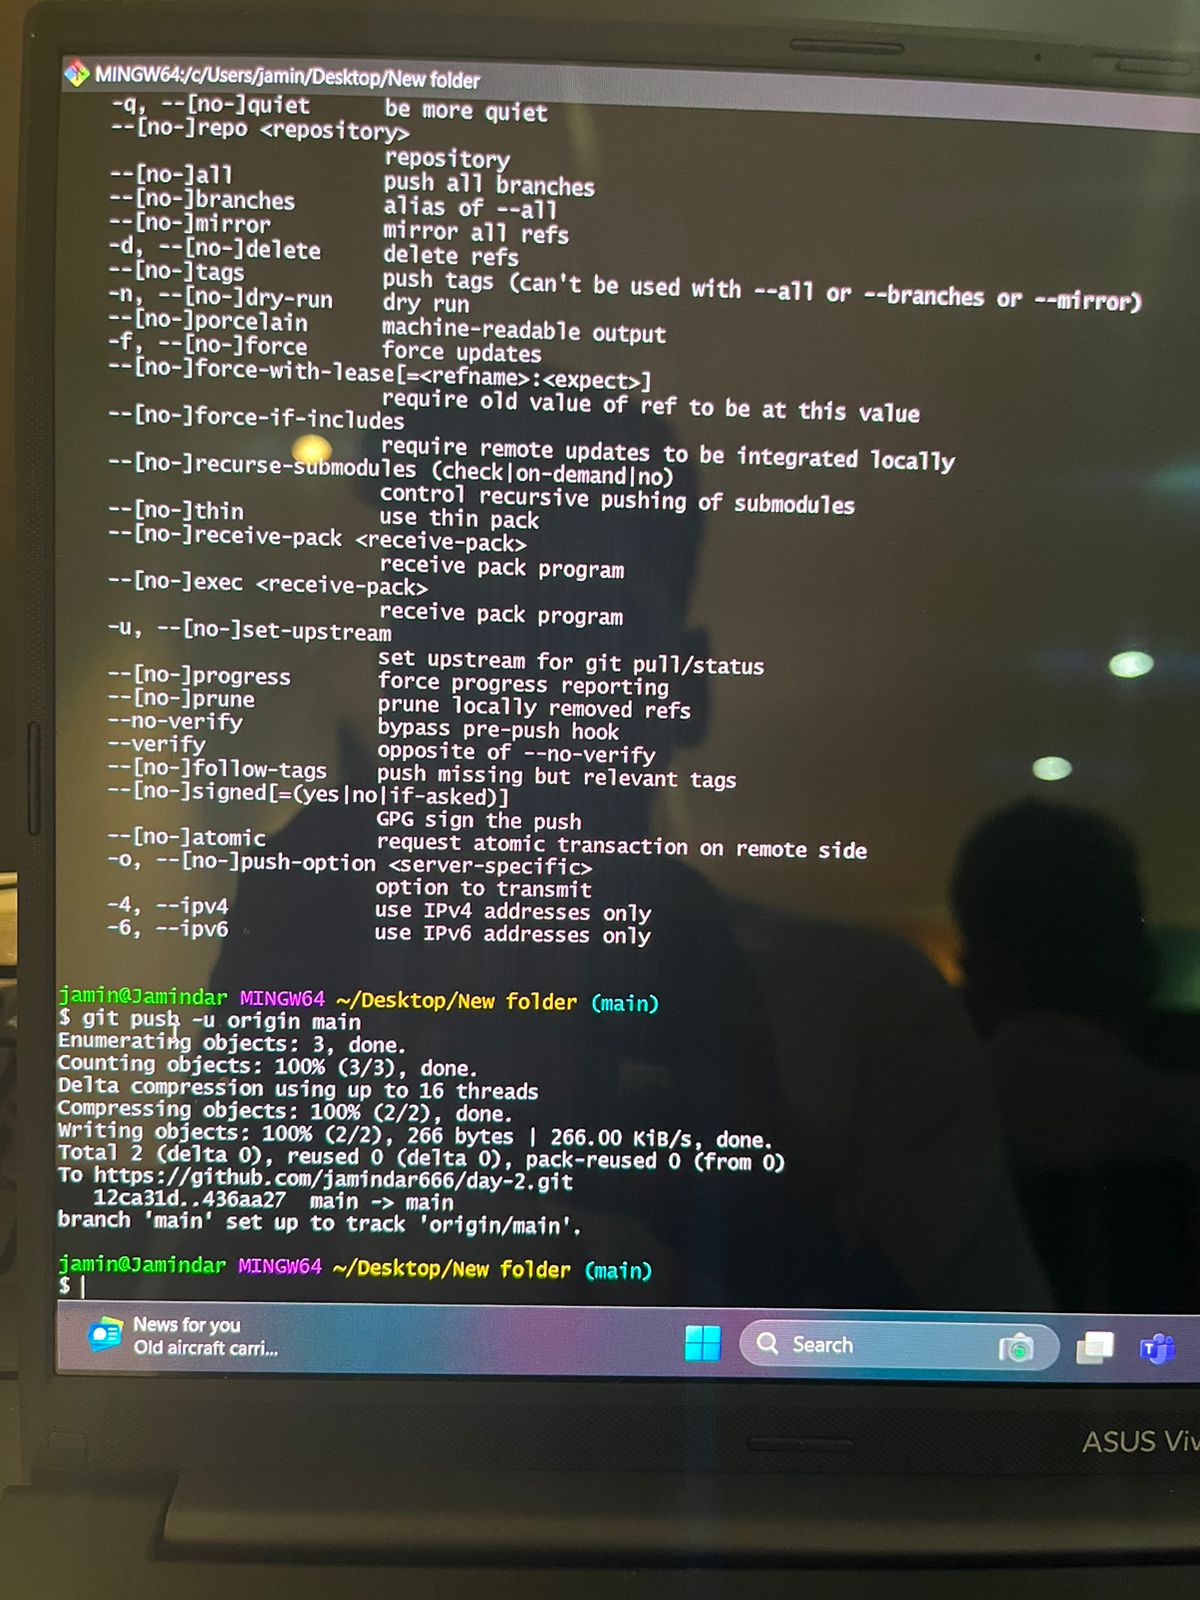 MINGW64:/c/Users/jamin/Desktop/New folder
-q, --[no-]quiet be more quiet
--[no-]repo <repository>
repository
--[no-]all push all branches
--[no-]branches alias of --all
--[no-]mirror mirror all refs
-d, --[no-]delete delete refs
--[no-]tags push tags (can't be used with --all or --branches or --mirror)
-n, --[no-]dry-run dry run
--[no-]porcelain machine-readable output
-f, --[no-]force force updates
--[no-]force-with-lease[=<refname>:<expect>]
require old value of ref to be at this value
--[no-]force-if-includes
require remote updates to be integrated locally
--[no-]recurse-submodules (check|on-demand|no)
control recursive pushing of submodules
--[no-]thin use thin pack
--[no-]receive-pack <receive-pack>
receive pack program
--[no-]exec <receive-pack>
receive pack program
-u, --[no-]set-upstream
set upstream for git pull/status
--[no-]progress force progress reporting
--[no-]prune prune locally removed refs
--no-verify bypass pre-push hook
--verify opposite of --no-verify
--[no-]follow-tags push missing but relevant tags
--[no-]signed[=(yes|no|if-asked)]
GPG sign the push
--[no-]atomic request atomic transaction on remote side
-o, --[no-]push-option <server-specific>
option to transmit
-4, --ipv4 use IPv4 addresses only
-6, --ipv6 use IPv6 addresses only
jamin@Jamindar MINGW64 ~/Desktop/New folder (main)
$ git push -u origin main
Enumerating objects: 3, done.
Counting objects: 100% (3/3), done.
Delta compression using up to 16 threads
Compressing objects: 100% (2/2), done.
Writing objects: 100% (2/2), 266 bytes | 266.00 KiB/s, done.
Total 2 (delta 0), reused 0 (delta 0), pack-reused 0 (from 0)
To https://github.com/jamindar666/day-2.git
12ca31d..436aa27 main -> main
branch 'main' set up to track 'origin/main'.
jamin@Jamindar MINGW64 ~/Desktop/New folder (main)
$
News for you
Old aircraft carri...
Search
ASUS Viv